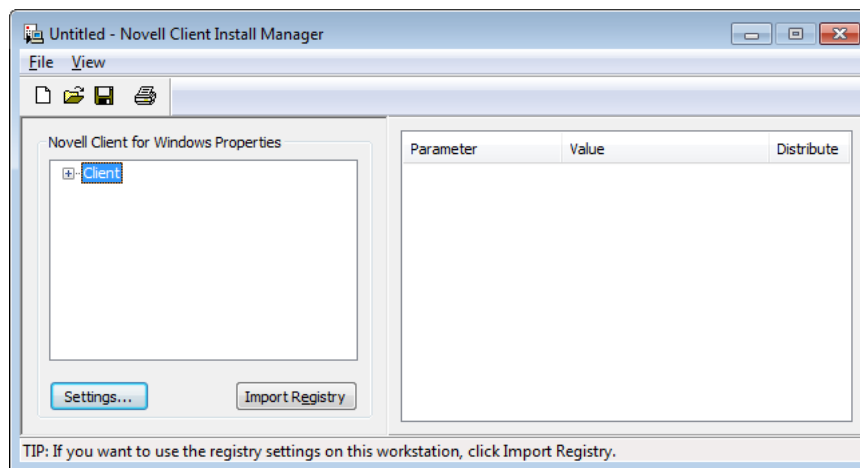 Untitled - Novell Client Install Manager
File View
Novell Client for Windows Properties
Client
Settings...
Import Registry
Parameter Value Distribute
TIP: If you want to use the registry settings on this workstation, click Import Registry.